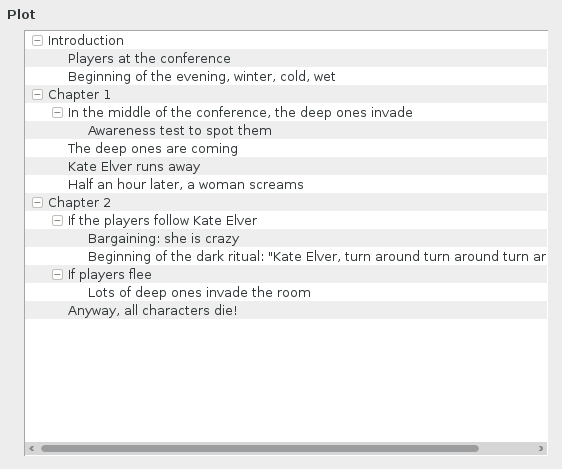 Plot
Introduction
Players at the conference
Beginning of the evening, winter, cold, wet
Chapter 1
In the middle of the conference, the deep ones invade
Awareness test to spot them
The deep ones are coming
Kate Elver runs away
Half an hour later, a woman screams
Chapter 2
If the players follow Kate Elver
Bargaining: she is crazy
Beginning of the dark ritual: "Kate Elver, turn around turn around turn ar
If players flee
Lots of deep ones invade the room
Anyway, all characters die!